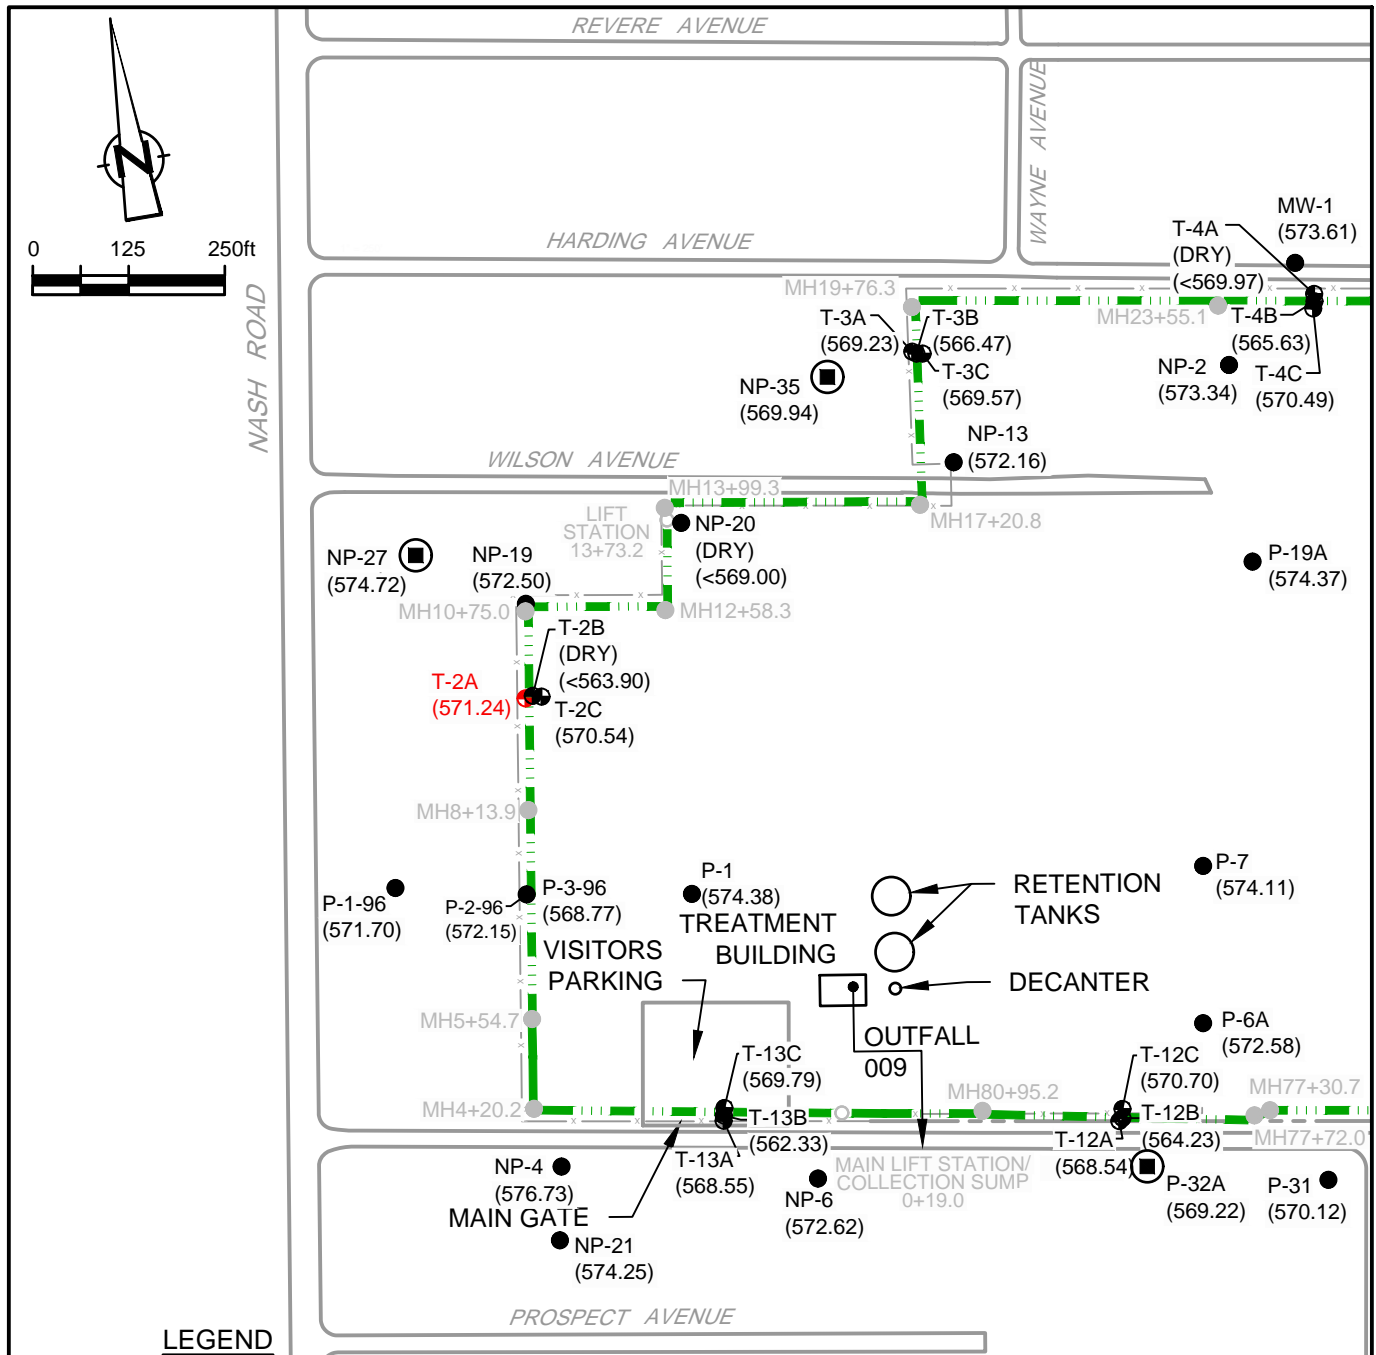 REVERE AVENUE
N
0 125 250ft
NASH ROAD
WAYNE AVENUE
HARDING AVENUE
MW-1
(573.61)
T-4A
(DRY)
(<569.97)
MH19+76.3
MH23+55.1
T-3A
(569.23)
T-3B
(566.47)
T-4B
(565.63)
T-3C
(569.57)
NP-35
(569.94)
NP-2
(573.34)
T-4C
(570.49)
NP-13
(572.16)
WILSON AVENUE
MH13+99.3
LIFT
STATION
13+73.2
NP-20
(DRY)
(<569.00)
MH17+20.8
NP-27
(574.72)
NP-19
(572.50)
P-19A
(574.37)
MH10+75.0
MH12+58.3
T-2B
(DRY)
(<563.90)
T-2A
(571.24)
T-2C
(570.54)
MH8+13.9
P-1-96
(571.70)
P-2-96
(572.15)
P-3-96
(568.77)
P-1
(574.38)
P-7
(574.11)
RETENTION
TANKS
TREATMENT
BUILDING
VISITORS
PARKING
DECANTER
MH5+54.7
OUTFALL
009
P-6A
(572.58)
T-13C
(569.79)
T-12C
(570.70)
MH80+95.2
MH77+30.7
MH4+20.2
T-13B
(562.33)
T-12B
(564.23)
MH77+72.0
T-12A
(568.54)
T-13A
(568.55)
NP-4
(576.73)
MAIN LIFT STATION/
COLLECTION SUMP
0+19.0
NP-6
(572.62)
P-32A
(569.22)
P-31
(570.12)
MAIN GATE
NP-21
(574.25)
PROSPECT AVENUE
LEGEND